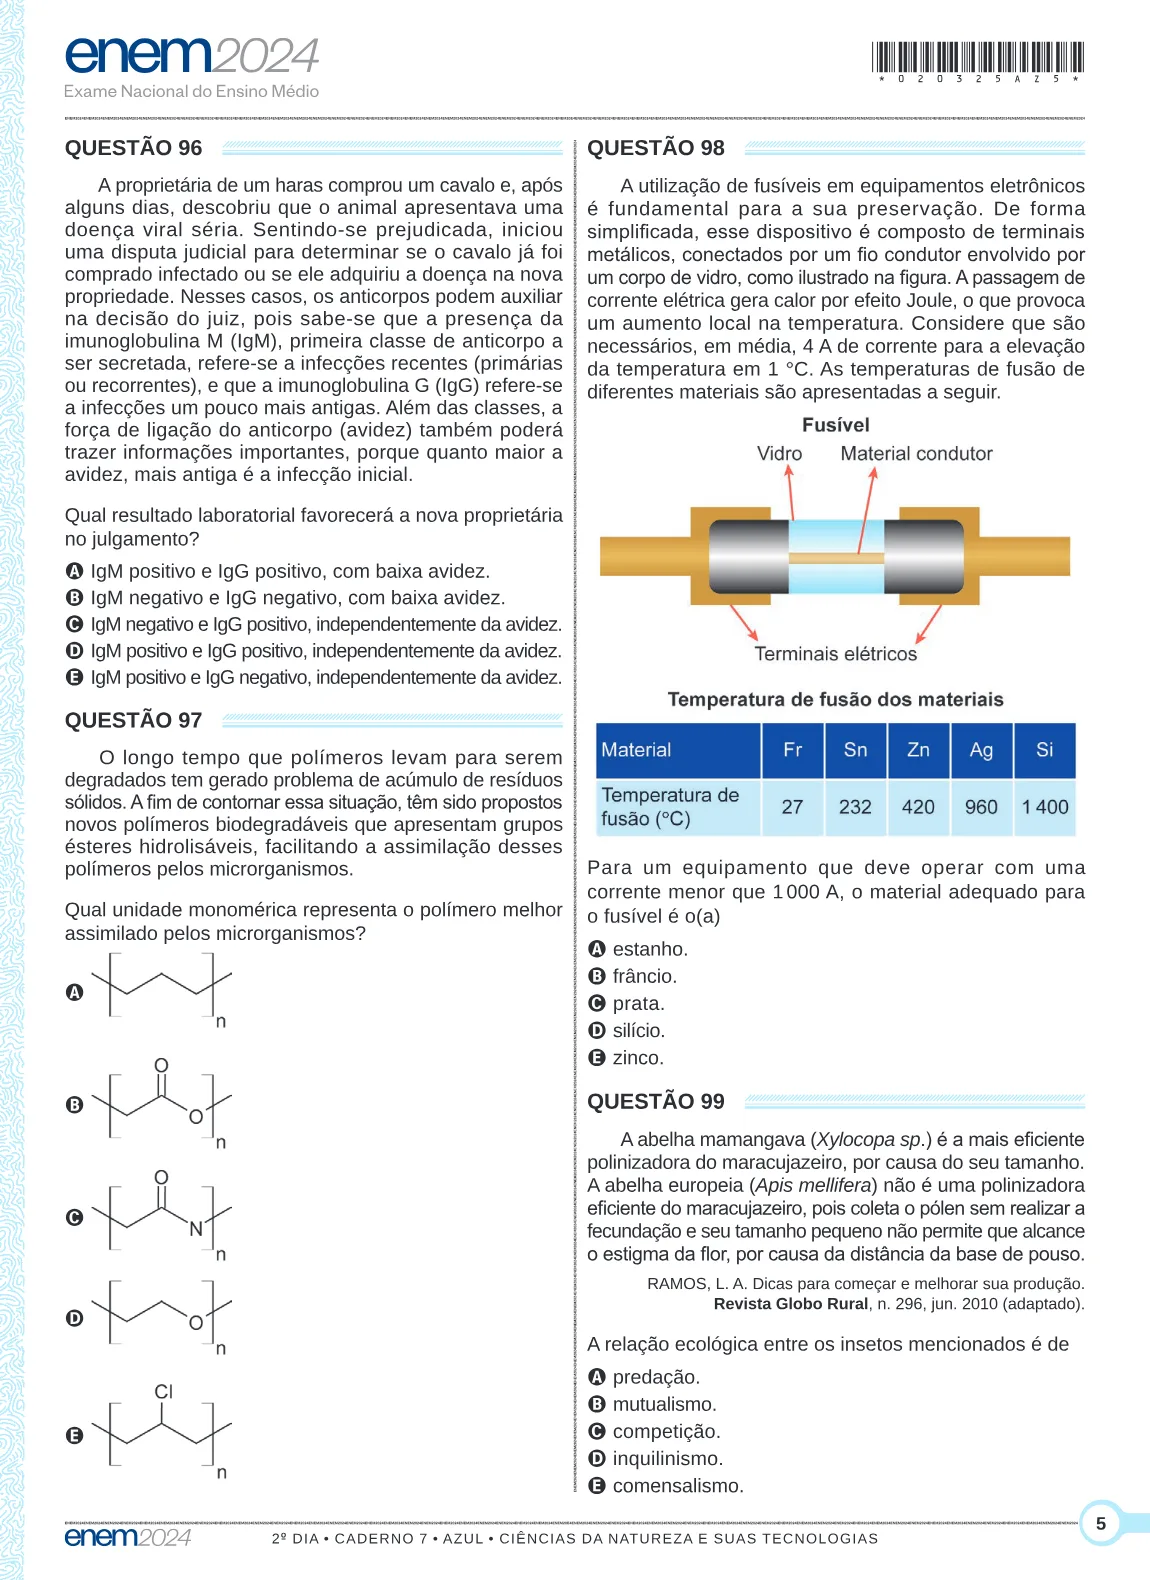 enem2024
Exame Nacional do Ensino Médio
*020325AZ5*
QUESTÃO 96
A proprietária de um haras comprou um cavalo e, após
alguns dias, descobriu que o animal apresentava uma
doença viral séria. Sentindo-se prejudicada, iniciou
uma disputa judicial para determinar se o cavalo já foi
comprado infectado ou se ele adquiriu a doença na nova
propriedade. Nesses casos, os anticorpos podem auxiliar
na decisão do juiz, pois sabe-se que a presença da
imunoglobulina M (IgM), primeira classe de anticorpo a
ser secretada, refere-se a infecções recentes (primárias
ou recorrentes), e que a imunoglobulina G (IgG) refere-se
a infecções um pouco mais antigas. Além das classes, a
força de ligação do anticorpo (avidez) também poderá
trazer informações importantes, porque quanto maior a
avidez, mais antiga é a infecção inicial.
Qual resultado laboratorial favorecerá a nova proprietária
no julgamento?
A IgM positivo e IgG positivo, com baixa avidez.
B IgM negativo e IgG negativo, com baixa avidez.
C IgM negativo e IgG positivo, independentemente da avidez.
D IgM positivo e IgG positivo, independentemente da avidez.
E IgM positivo e IgG negativo, independentemente da avidez.
QUESTÃO 97
O longo tempo que polímeros levam para serem
degradados tem gerado problema de acúmulo de resíduos
sólidos. A fim de contornar essa situação, têm sido propostos
novos polímeros biodegradáveis que apresentam grupos
ésteres hidrolisáveis, facilitando a assimilação desses
polímeros pelos microrganismos.
Qual unidade monomérica representa o polímero melhor
assimilado pelos microrganismos?
A
n
B
O
O
n
C
O
N
n
D
O
n
E
Cl
n
QUESTÃO 98
A utilização de fusíveis em equipamentos eletrônicos
é fundamental para a sua preservação. De forma
simplificada, esse dispositivo é composto de terminais
metálicos, conectados por um fio condutor envolvido por
um corpo de vidro, como ilustrado na figura. A passagem de
corrente elétrica gera calor por efeito Joule, o que provoca
um aumento local na temperatura. Considere que são
necessários, em média, 4 A de corrente para a elevação
da temperatura em 1 °C. As temperaturas de fusão de
diferentes materiais são apresentadas a seguir.
Fusível
Vidro Material condutor
Terminais elétricos
Temperatura de fusão dos materiais
Material Fr Sn Zn Ag Si
Temperatura de
fusão (°C) 27 232 420 960 1 400
Para um equipamento que deve operar com uma
corrente menor que 1 000 A, o material adequado para
o fusível é o(a)
A estanho.
B frâncio.
C prata.
D silício.
E zinco.
QUESTÃO 99
A abelha mamangava (Xylocopa sp.) é a mais eficiente
polinizadora do maracujazeiro, por causa do seu tamanho.
A abelha europeia (Apis mellifera) não é uma polinizadora
eficiente do maracujazeiro, pois coleta o pólen sem realizar a
fecundação e seu tamanho pequeno não permite que alcance
o estigma da flor, por causa da distância da base de pouso.
RAMOS, L. A. Dicas para começar e melhorar sua produção.
Revista Globo Rural, n. 296, jun. 2010 (adaptado).
A relação ecológica entre os insetos mencionados é de
A predação.
B mutualismo.
C competição.
D inquilinismo.
E comensalismo.
enem2024
2º DIA • CADERNO 7 • AZUL • CIÊNCIAS DA NATUREZA E SUAS TECNOLOGIAS
5